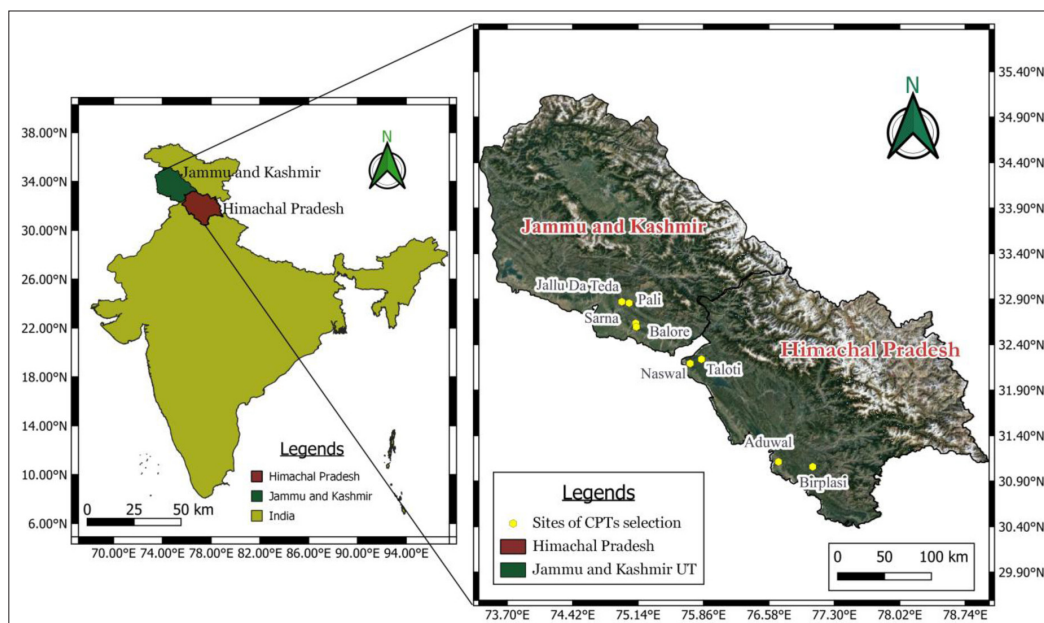 38.00°N
34.00°N
30.00°N
26.00°N
22.00°N
18.00°N
14.00°N
10.00°N
6.00°N
N
Jammu and Kashmir
Himachal Pradesh
Legends
Himachal Pradesh
Jammu and Kashmir
India
0 25 50 km
70.00°E 74.00°E 78.00°E 82.00°E 86.00°E 90.00°E 94.00°E
N
Jammu and Kashmir
Jallu Da Teda
Pali
Sarna
Balore
Himachal Pradesh
Naswal
Taloti
Aduwal
Birplasi
Legends
Sites of CPTs selection
Himachal Pradesh
Jammu and Kashmir UT
0 50 100 km
35.40°N
34.90°N
34.40°N
33.90°N
33.40°N
32.90°N
32.40°N
31.90°N
31.40°N
30.90°N
30.40°N
29.90°N
73.70°E 74.42°E 75.14°E 75.86°E 76.58°E 77.30°E 78.02°E 78.74°E